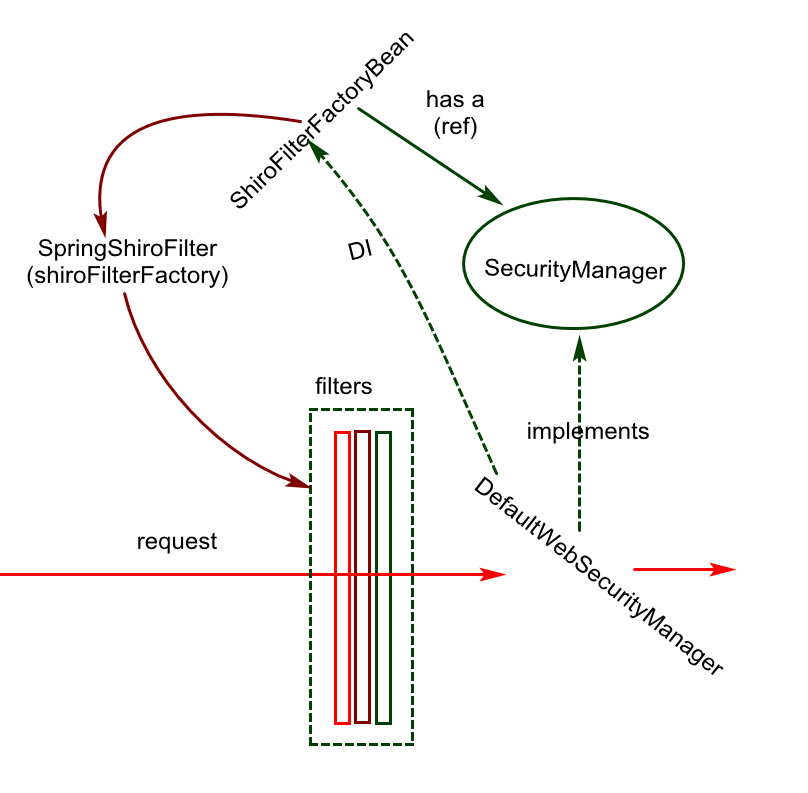 ShiroFilterFactoryBean
has a
(ref)
SpringShiroFilter
(shiroFilterFactory)
DI
SecurityManager
filters
implements
DefaultWebSecurityManager
request